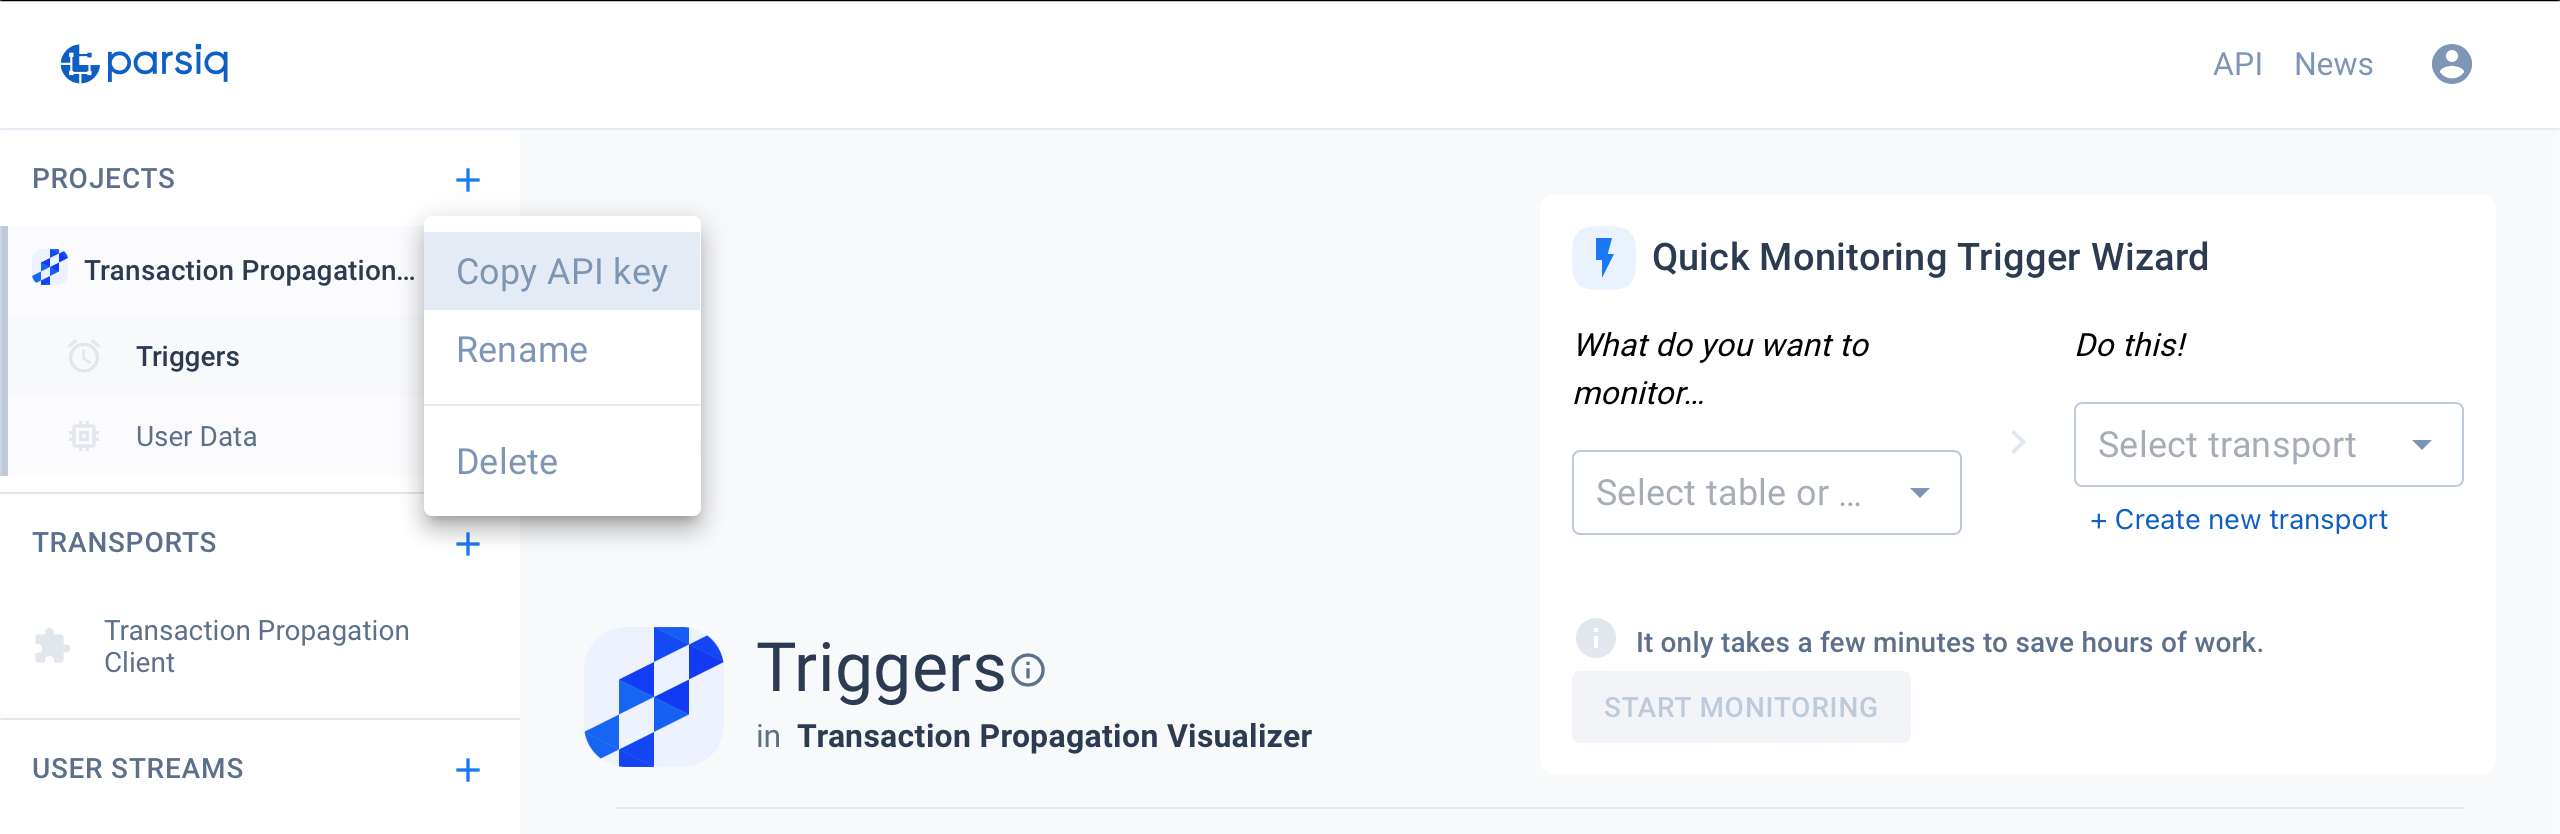 parsiq
API
News
PROJECTS
Transaction Propagation...
Triggers
User Data
Copy API key
Rename
Delete
TRANSPORTS
Transaction Propagation
Client
USER STREAMS
Triggers
in Transaction Propagation Visualizer
Quick Monitoring Trigger Wizard
What do you want to
monitor...
Select table or ...
Do this!
Select transport
+ Create new transport
It only takes a few minutes to save hours of work.
START MONITORING